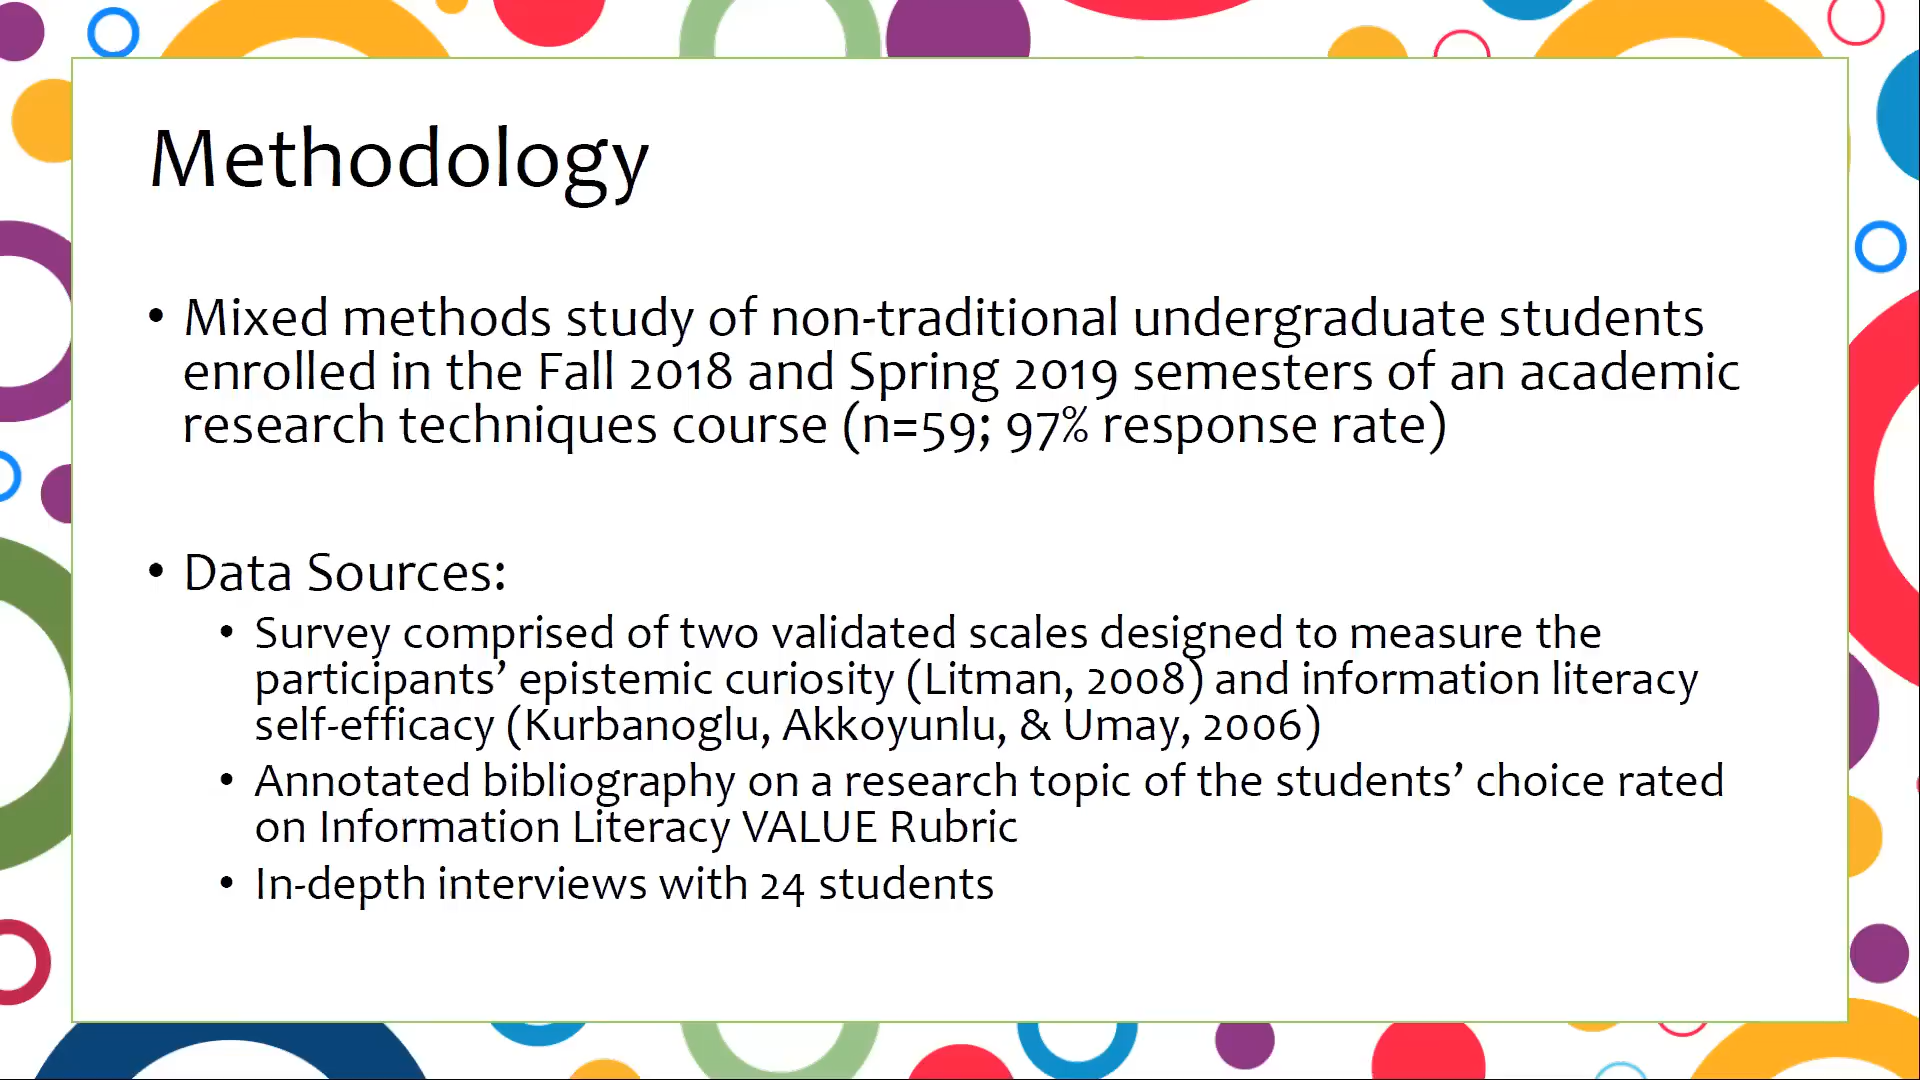 Methodology
• Mixed methods study of non-traditional undergraduate students
enrolled in the Fall 2018 and Spring 2019 semesters of an academic
research techniques course (n=59; 97% response rate)
• Data Sources:
• Survey comprised of two validated scales designed to measure the
participants’ epistemic curiosity (Litman, 2008) and information literacy
self-efficacy (Kurbanoglu, Akkoyunlu, & Umay, 2006)
• Annotated bibliography on a research topic of the students’ choice rated
on Information Literacy VALUE Rubric
• In-depth interviews with 24 students